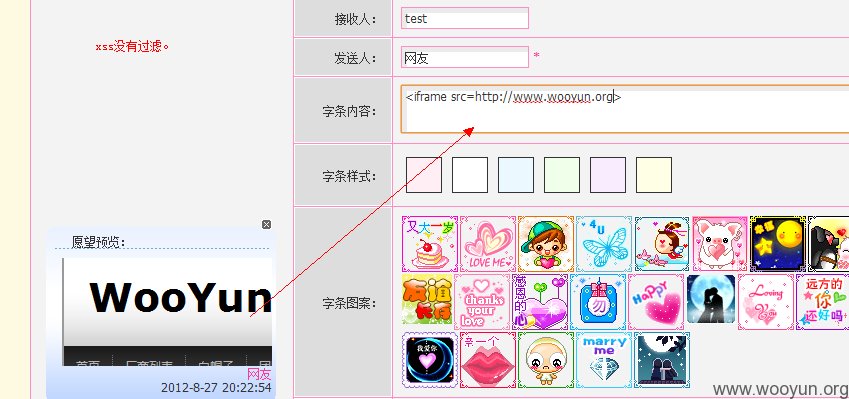 xss没有过滤。
接收人: test
发送人: 网友 *
字条内容: <iframe src=http://www.wooyun.org>
字条样式:
字条图案:
又大一岁
LOVE ME
4U
友谊长存
thanks your love
感恩的心
勿
Happy
Loving You
远方的你还好吗
我爱你
亲一个
marry me
愿望预览:
WooYun
首页 厂商列表 白帽子
网友
2012-8-27 20:22:54
www.wooyun.org